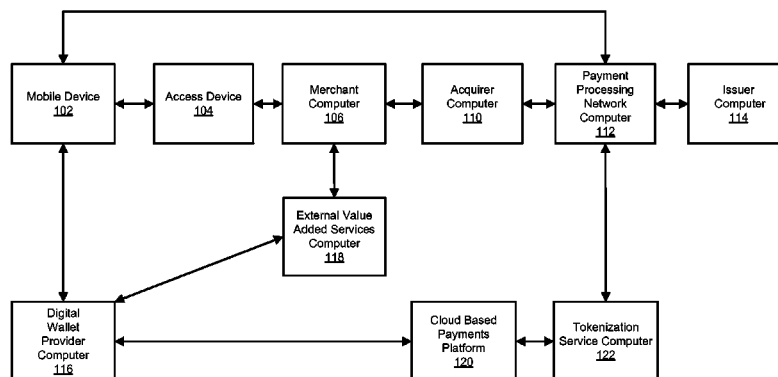 Mobile Device
102
Access Device
104
Merchant
Computer
106
Acquirer
Computer
110
Payment
Processing
Network
Computer
112
Issuer
Computer
114
External Value
Added Services
Computer
118
Digital
Wallet
Provider
Computer
116
Cloud Based
Payments
Platform
120
Tokenization
Service Computer
122